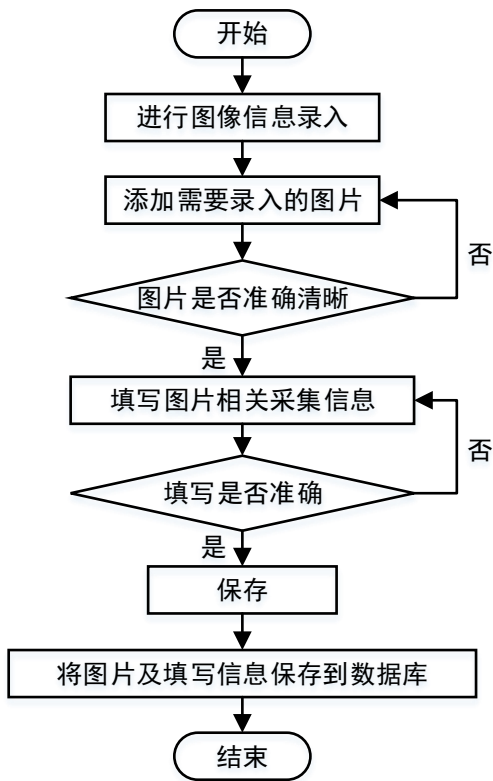 开始
进行图像信息录入
添加需要录入的图片
否
图片是否准确清晰
是
填写图片相关采集信息
否
填写是否准确
是
保存
将图片及填写信息保存到数据库
结束